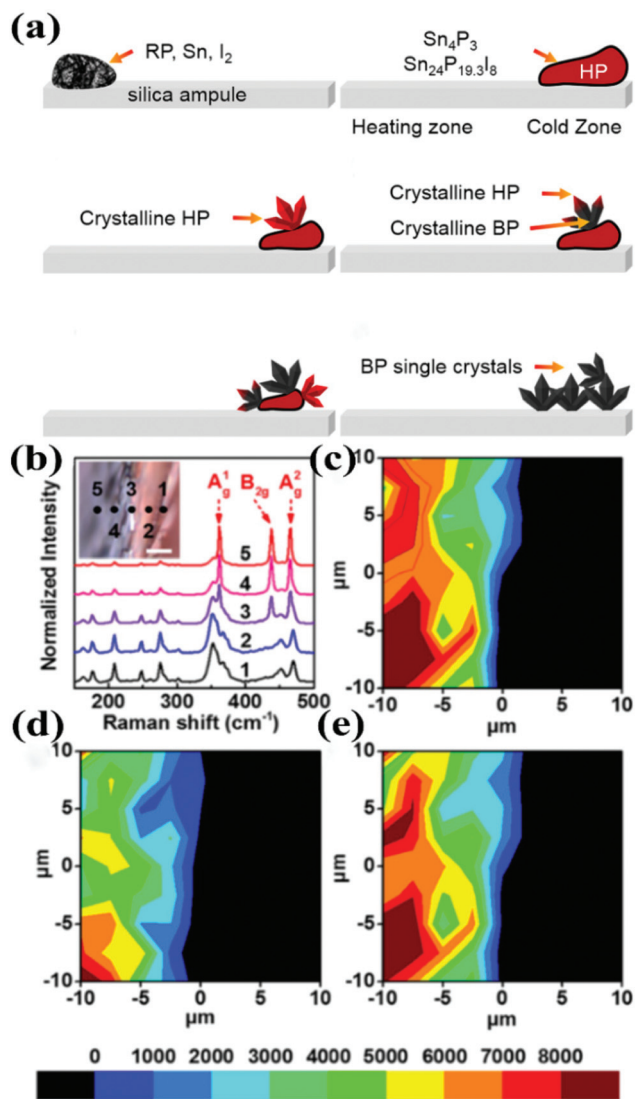 (a)
RP, Sn, I₂
silica ampule
Sn₄P₃
Sn₂₄P₁₉.₃I₈
HP
Heating zone Cold Zone
Crystalline HP
Crystalline HP
Crystalline BP
BP single crystals
(b)
Normalized Intensity
5 3 1
4 2
A¹g B₂g A²g
5
4
3
2
1
200 300 400 500
Raman shift (cm⁻¹)
(c)
µm
10
5
0
-5
-10
-10 -5 0 5 10
µm
(d)
µm
10
5
0
-5
-10
-10 -5 0 5 10
µm
(e)
µm
10
5
0
-5
-10
-10 -5 0 5 10
µm
0 1000 2000 3000 4000 5000 6000 7000 8000